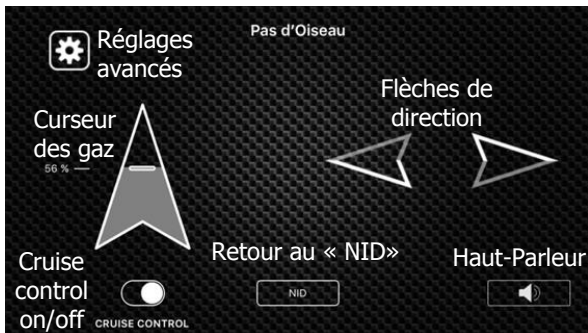 Pas d’Oiseau
Réglages
avancés
Flèches de
direction
Curseur
des gaz
56 %
Retour au « NID»
Haut-Parleur
Cruise
control
on/off
CRUISE CONTROL
NID